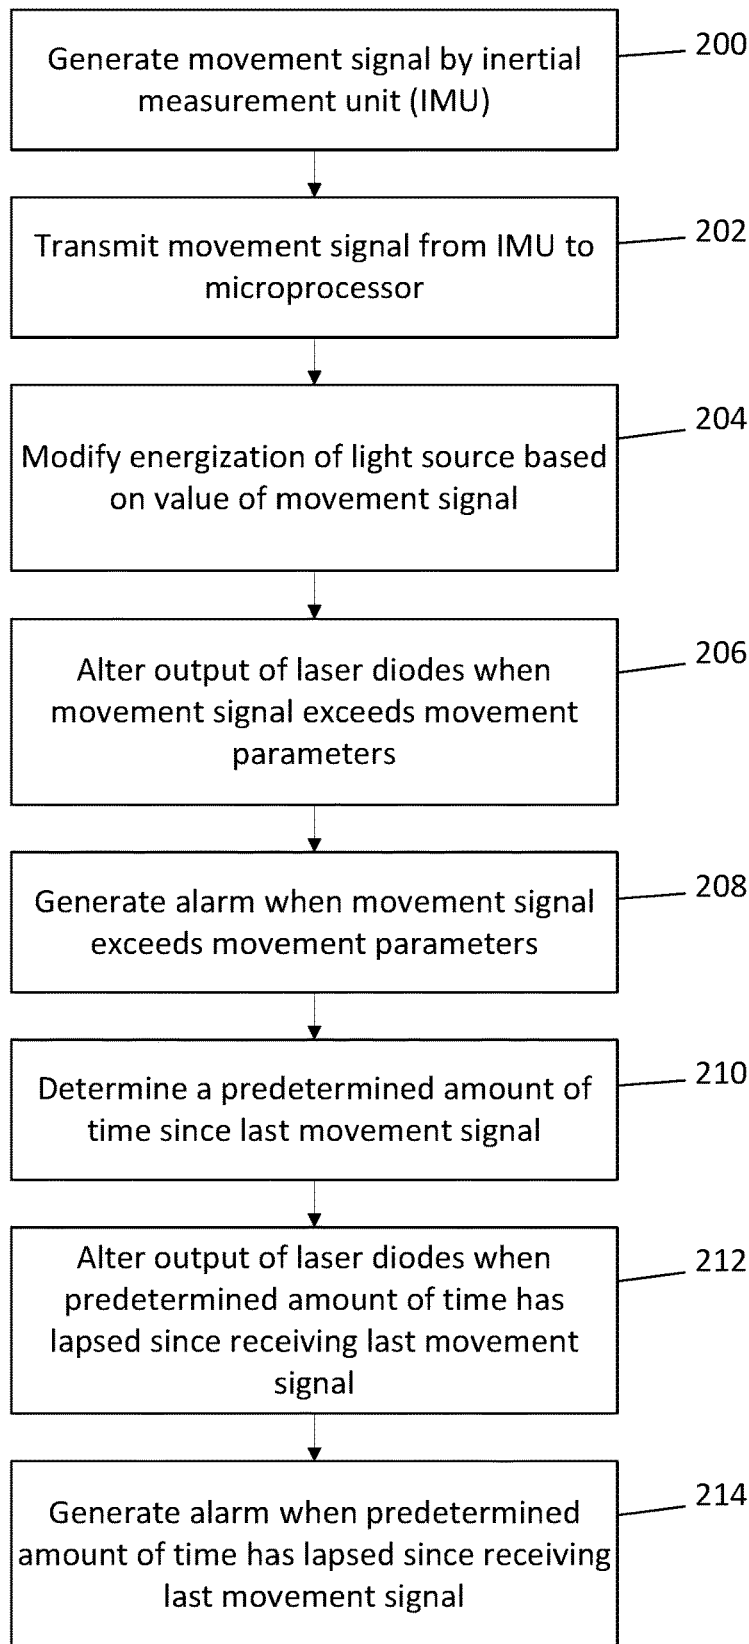 Generate movement signal by inertial
measurement unit (IMU)
200
Transmit movement signal from IMU to
microprocessor
202
Modify energization of light source based
on value of movement signal
204
Alter output of laser diodes when
movement signal exceeds movement
parameters
206
Generate alarm when movement signal
exceeds movement parameters
208
Determine a predetermined amount of
time since last movement signal
210
Alter output of laser diodes when
predetermined amount of time has
lapsed since receiving last movement
signal
212
Generate alarm when predetermined
amount of time has lapsed since receiving
last movement signal
214